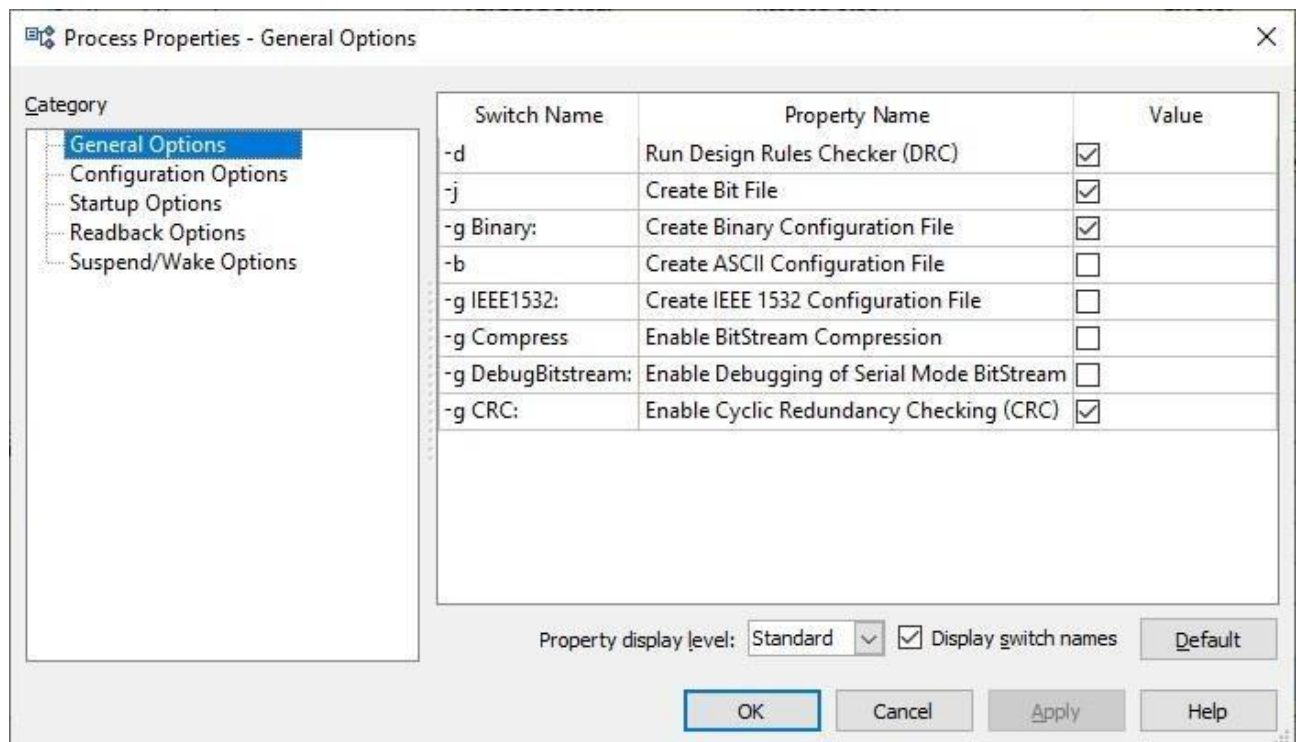 Process Properties - General Options
Category
General Options
Configuration Options
Startup Options
Readback Options
Suspend/Wake Options
Switch Name Property Name Value
-d Run Design Rules Checker (DRC)
-j Create Bit File
-g Binary: Create Binary Configuration File
-b Create ASCII Configuration File
-g IEEE1532: Create IEEE 1532 Configuration File
-g Compress Enable BitStream Compression
-g DebugBitstream: Enable Debugging of Serial Mode BitStream
-g CRC: Enable Cyclic Redundancy Checking (CRC)
Property display level: Standard Display switch names Default
OK Cancel Apply Help